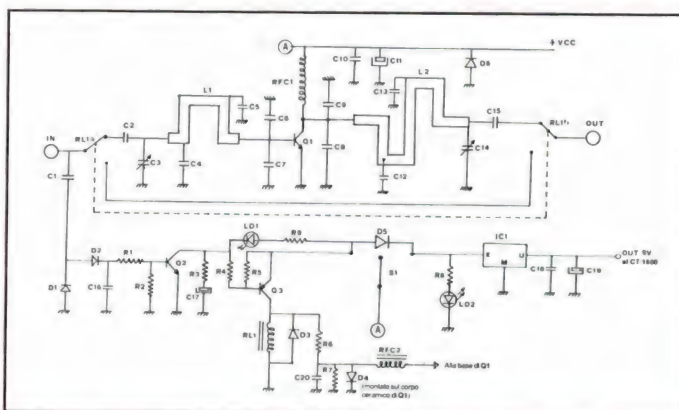 A
+ VCC
C10
C11
D6
RFC1
L1
L2
C5
C6
C9
C13
C15
IN
RL1
C2
Q1
RL1
OUT
C1
C3
C4
C7
C8
C12
C14
LD1
R9
D5
IC1
D2
R1
Q2
R3
R4
R5
S1
E
U
M
OUT 9V
al CT 1600
D1
C16
R2
C17
Q3
R8
C18
C19
LD2
A
RL1
D3
R6
RFC2
Alla base di Q1
C20
R7
D4
(montato sul corpo
ceramico di Q1)